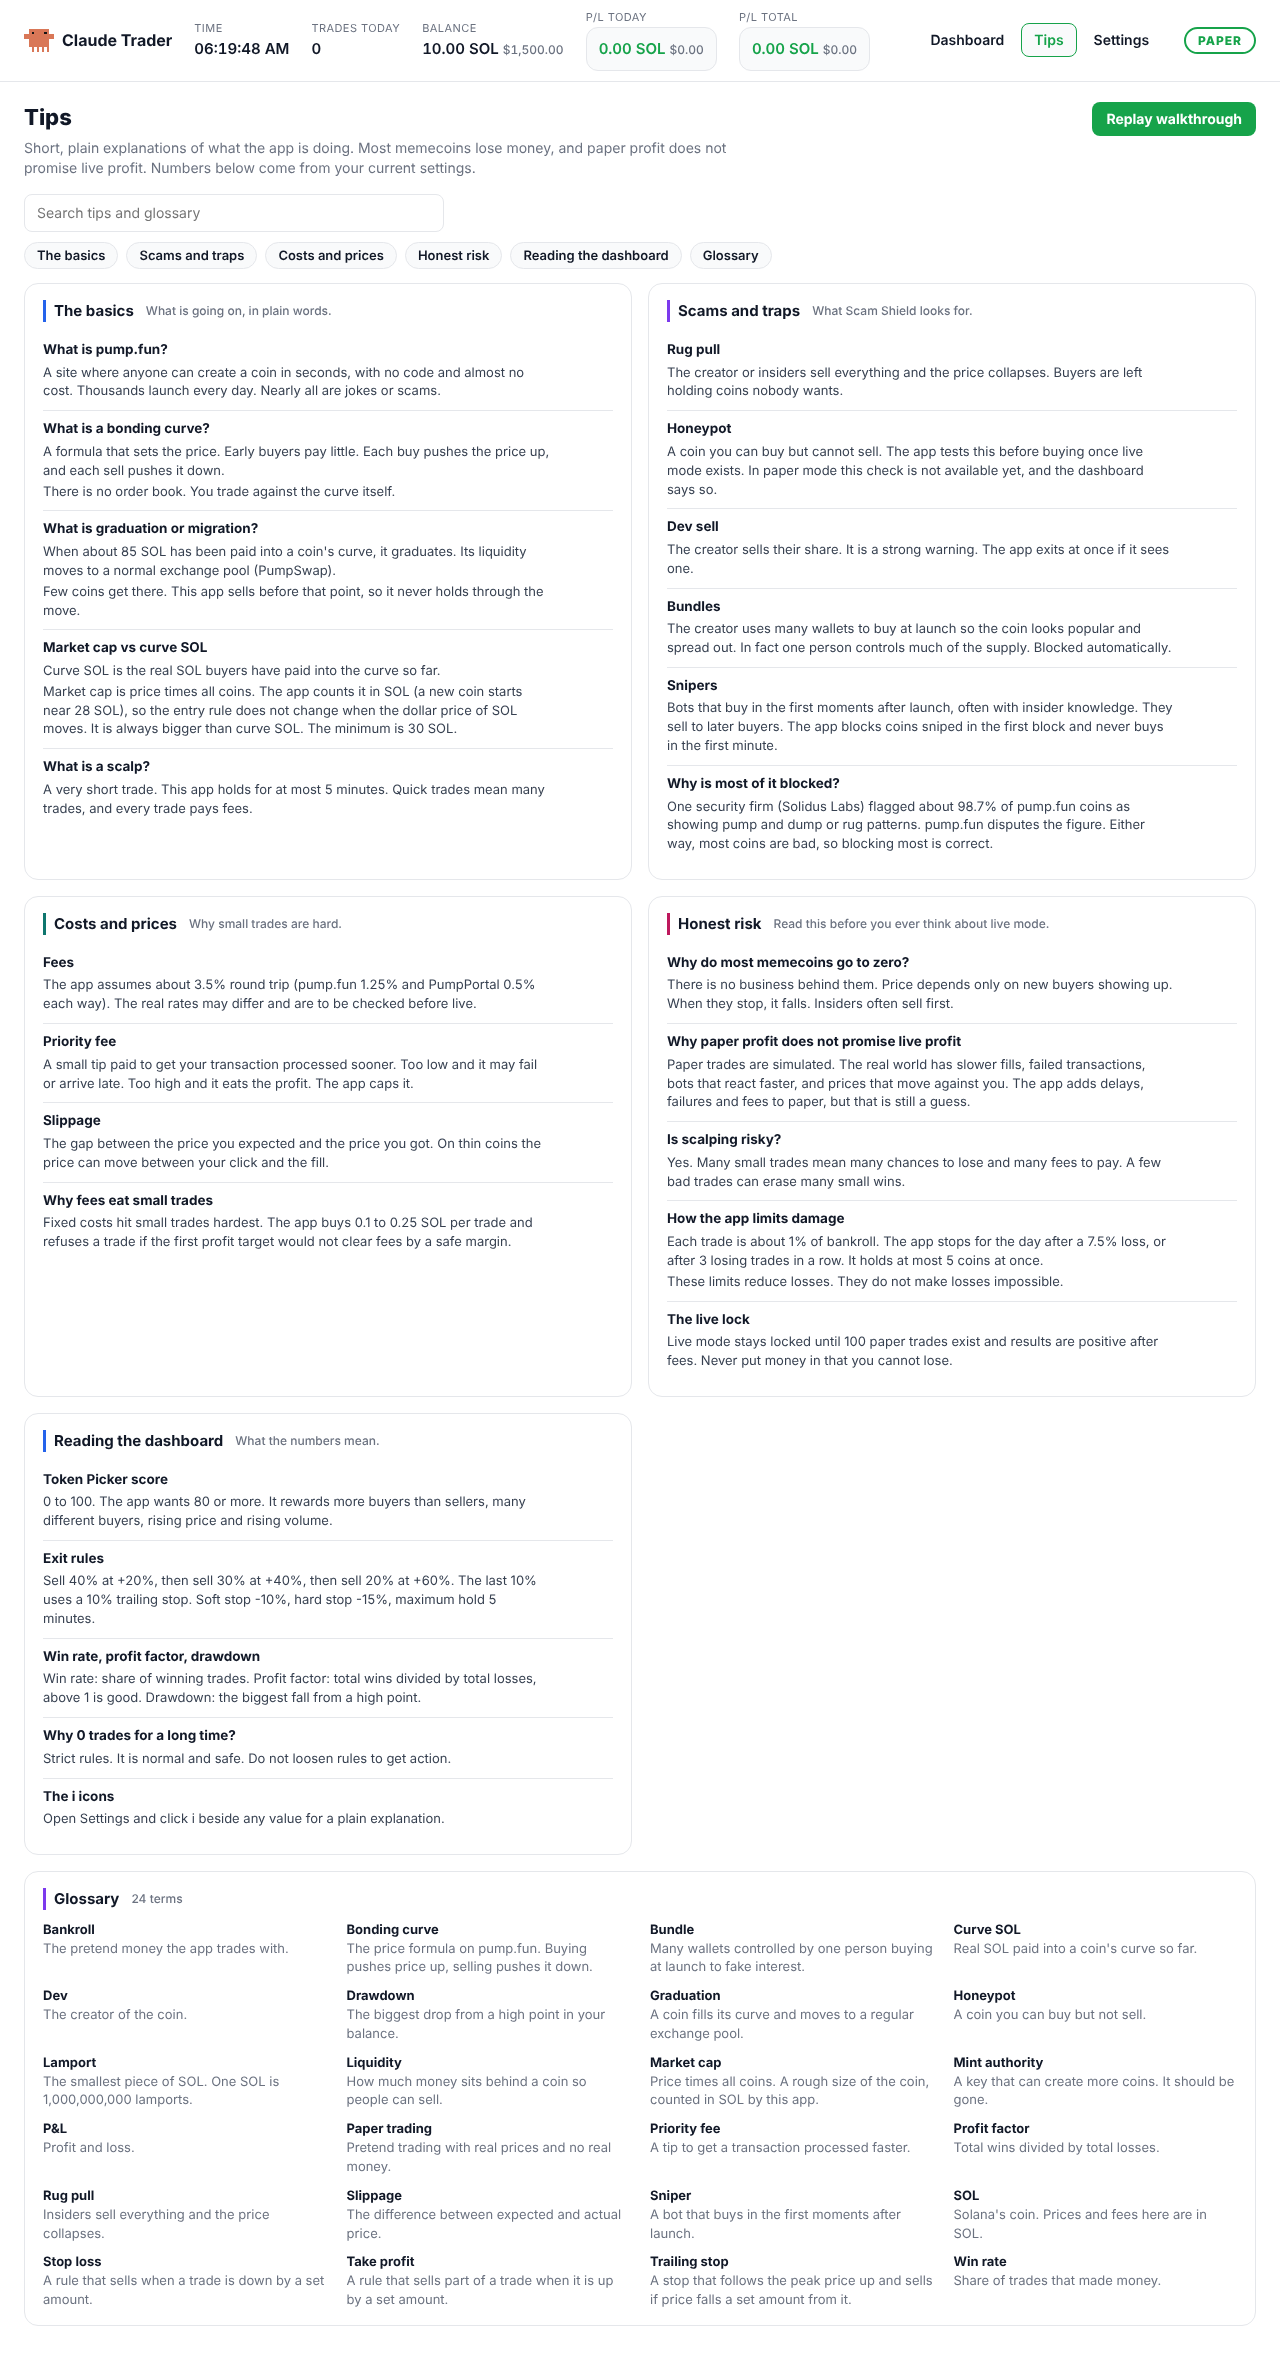 Claude Trader
TIME
06:19:48 AM
TRADES TODAY
0
BALANCE
10.00 SOL $1,500.00
P/L TODAY
0.00 SOL $0.00
P/L TOTAL
0.00 SOL $0.00
Dashboard
Tips
Settings
PAPER
Tips
Replay walkthrough
Short, plain explanations of what the app is doing. Most memecoins lose money, and paper profit does not
promise live profit. Numbers below come from your current settings.
Search tips and glossary
The basics
Scams and traps
Costs and prices
Honest risk
Reading the dashboard
Glossary
The basics What is going on, in plain words.
What is pump.fun?
A site where anyone can create a coin in seconds, with no code and almost no
cost. Thousands launch every day. Nearly all are jokes or scams.
What is a bonding curve?
A formula that sets the price. Early buyers pay little. Each buy pushes the price up,
and each sell pushes it down.
There is no order book. You trade against the curve itself.
What is graduation or migration?
When about 85 SOL has been paid into a coin's curve, it graduates. Its liquidity
moves to a normal exchange pool (PumpSwap).
Few coins get there. This app sells before that point, so it never holds through the
move.
Market cap vs curve SOL
Curve SOL is the real SOL buyers have paid into the curve so far.
Market cap is price times all coins. The app counts it in SOL (a new coin starts
near 28 SOL), so the entry rule does not change when the dollar price of SOL
moves. It is always bigger than curve SOL. The minimum is 30 SOL.
What is a scalp?
A very short trade. This app holds for at most 5 minutes. Quick trades mean many
trades, and every trade pays fees.
Scams and traps What Scam Shield looks for.
Rug pull
The creator or insiders sell everything and the price collapses. Buyers are left
holding coins nobody wants.
Honeypot
A coin you can buy but cannot sell. The app tests this before buying once live
mode exists. In paper mode this check is not available yet, and the dashboard
says so.
Dev sell
The creator sells their share. It is a strong warning. The app exits at once if it sees
one.
Bundles
The creator uses many wallets to buy at launch so the coin looks popular and
spread out. In fact one person controls much of the supply. Blocked automatically.
Snipers
Bots that buy in the first moments after launch, often with insider knowledge. They
sell to later buyers. The app blocks coins sniped in the first block and never buys
in the first minute.
Why is most of it blocked?
One security firm (Solidus Labs) flagged about 98.7% of pump.fun coins as
showing pump and dump or rug patterns. pump.fun disputes the figure. Either
way, most coins are bad, so blocking most is correct.
Costs and prices Why small trades are hard.
Fees
The app assumes about 3.5% round trip (pump.fun 1.25% and PumpPortal 0.5%
each way). The real rates may differ and are to be checked before live.
Priority fee
A small tip paid to get your transaction processed sooner. Too low and it may fail
or arrive late. Too high and it eats the profit. The app caps it.
Slippage
The gap between the price you expected and the price you got. On thin coins the
price can move between your click and the fill.
Why fees eat small trades
Fixed costs hit small trades hardest. The app buys 0.1 to 0.25 SOL per trade and
refuses a trade if the first profit target would not clear fees by a safe margin.
Honest risk Read this before you ever think about live mode.
Why do most memecoins go to zero?
There is no business behind them. Price depends only on new buyers showing up.
When they stop, it falls. Insiders often sell first.
Why paper profit does not promise live profit
Paper trades are simulated. The real world has slower fills, failed transactions,
bots that react faster, and prices that move against you. The app adds delays,
failures and fees to paper, but that is still a guess.
Is scalping risky?
Yes. Many small trades mean many chances to lose and many fees to pay. A few
bad trades can erase many small wins.
How the app limits damage
Each trade is about 1% of bankroll. The app stops for the day after a 7.5% loss, or
after 3 losing trades in a row. It holds at most 5 coins at once.
These limits reduce losses. They do not make losses impossible.
The live lock
Live mode stays locked until 100 paper trades exist and results are positive after
fees. Never put money in that you cannot lose.
Reading the dashboard What the numbers mean.
Token Picker score
0 to 100. The app wants 80 or more. It rewards more buyers than sellers, many
different buyers, rising price and rising volume.
Exit rules
Sell 40% at +20%, then sell 30% at +40%, then sell 20% at +60%. The last 10%
uses a 10% trailing stop. Soft stop -10%, hard stop -15%, maximum hold 5
minutes.
Win rate, profit factor, drawdown
Win rate: share of winning trades. Profit factor: total wins divided by total losses,
above 1 is good. Drawdown: the biggest fall from a high point.
Why 0 trades for a long time?
Strict rules. It is normal and safe. Do not loosen rules to get action.
The i icons
Open Settings and click i beside any value for a plain explanation.
Glossary 24 terms
Bankroll
The pretend money the app trades with.
Bonding curve
The price formula on pump.fun. Buying
pushes price up, selling pushes it down.
Bundle
Many wallets controlled by one person buying
at launch to fake interest.
Curve SOL
Real SOL paid into a coin's curve so far.
Dev
The creator of the coin.
Drawdown
The biggest drop from a high point in your
balance.
Graduation
A coin fills its curve and moves to a regular
exchange pool.
Honeypot
A coin you can buy but not sell.
Lamport
The smallest piece of SOL. One SOL is
1,000,000,000 lamports.
Liquidity
How much money sits behind a coin so
people can sell.
Market cap
Price times all coins. A rough size of the coin,
counted in SOL by this app.
Mint authority
A key that can create more coins. It should be
gone.
P&L
Profit and loss.
Paper trading
Pretend trading with real prices and no real
money.
Priority fee
A tip to get a transaction processed faster.
Profit factor
Total wins divided by total losses.
Rug pull
Insiders sell everything and the price
collapses.
Slippage
The difference between expected and actual
price.
Sniper
A bot that buys in the first moments after
launch.
SOL
Solana's coin. Prices and fees here are in
SOL.
Stop loss
A rule that sells when a trade is down by a set
amount.
Take profit
A rule that sells part of a trade when it is up
by a set amount.
Trailing stop
A stop that follows the peak price up and sells
if price falls a set amount from it.
Win rate
Share of trades that made money.